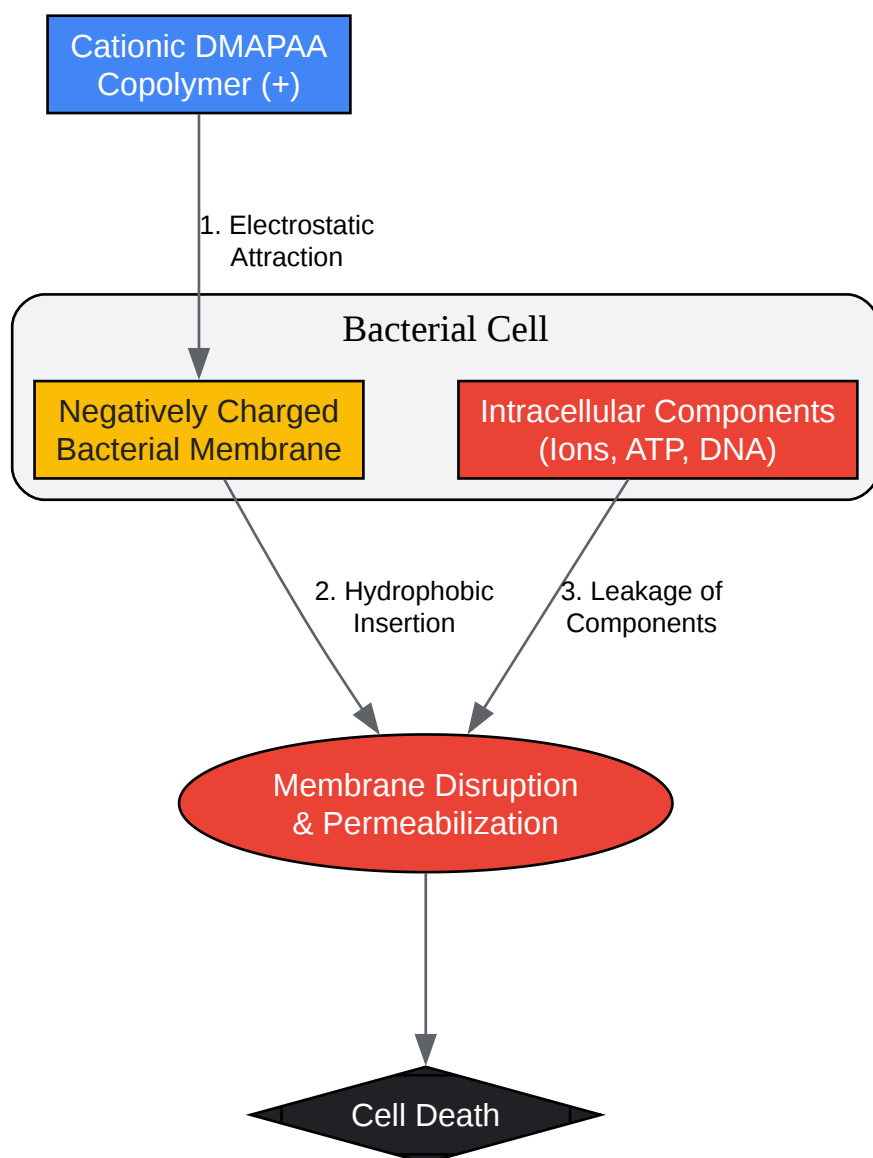 Cationic DMAPAA
Copolymer (+)
1. Electrostatic
Attraction
Bacterial Cell
Negatively Charged
Bacterial Membrane
Intracellular Components
(Ions, ATP, DNA)
2. Hydrophobic
Insertion
3. Leakage of
Components
Membrane Disruption
& Permeabilization
Cell Death